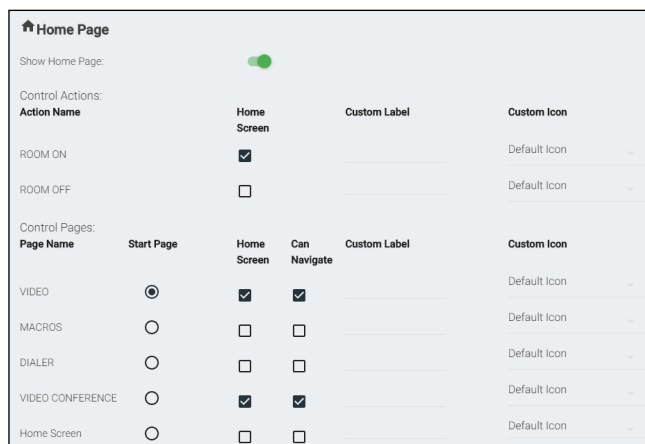 Home Page
Show Home Page:
Control Actions:
Action Name Home Screen Custom Label Custom Icon
ROOM ON Default Icon
ROOM OFF Default Icon
Control Pages:
Page Name Start Page Home Screen Can Navigate Custom Label Custom Icon
VIDEO Default Icon
MACROS Default Icon
DIALER Default Icon
VIDEO CONFERENCE Default Icon
Home Screen Default Icon